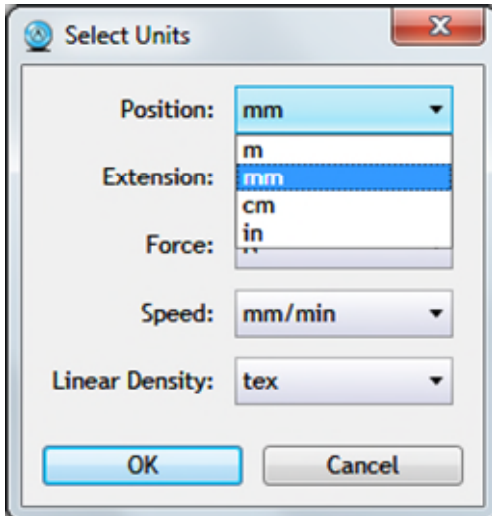 Select Units
Position: mm
m
Extension: mm
cm
Force: in
Speed: mm/min
Linear Density: tex
OK Cancel